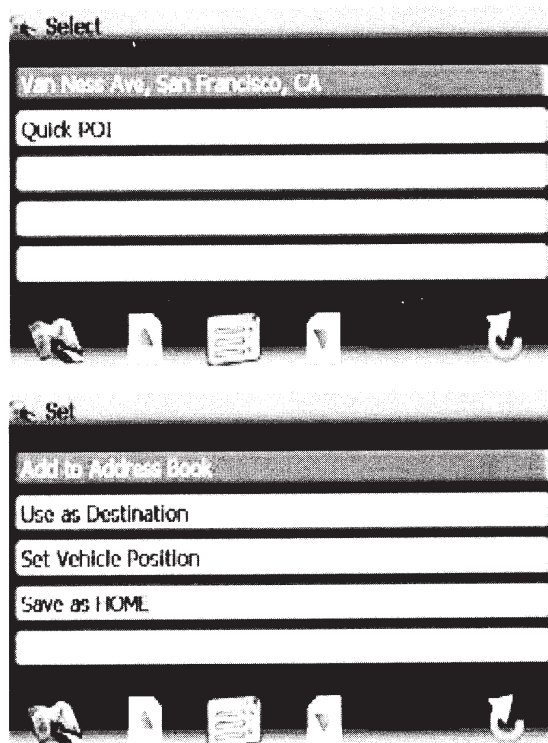 Select
Van Ness Ave, San Francisco, CA
Quick POI
Set
Add to Address Book
Use as Destination
Set Vehicle Position
Save as HOME